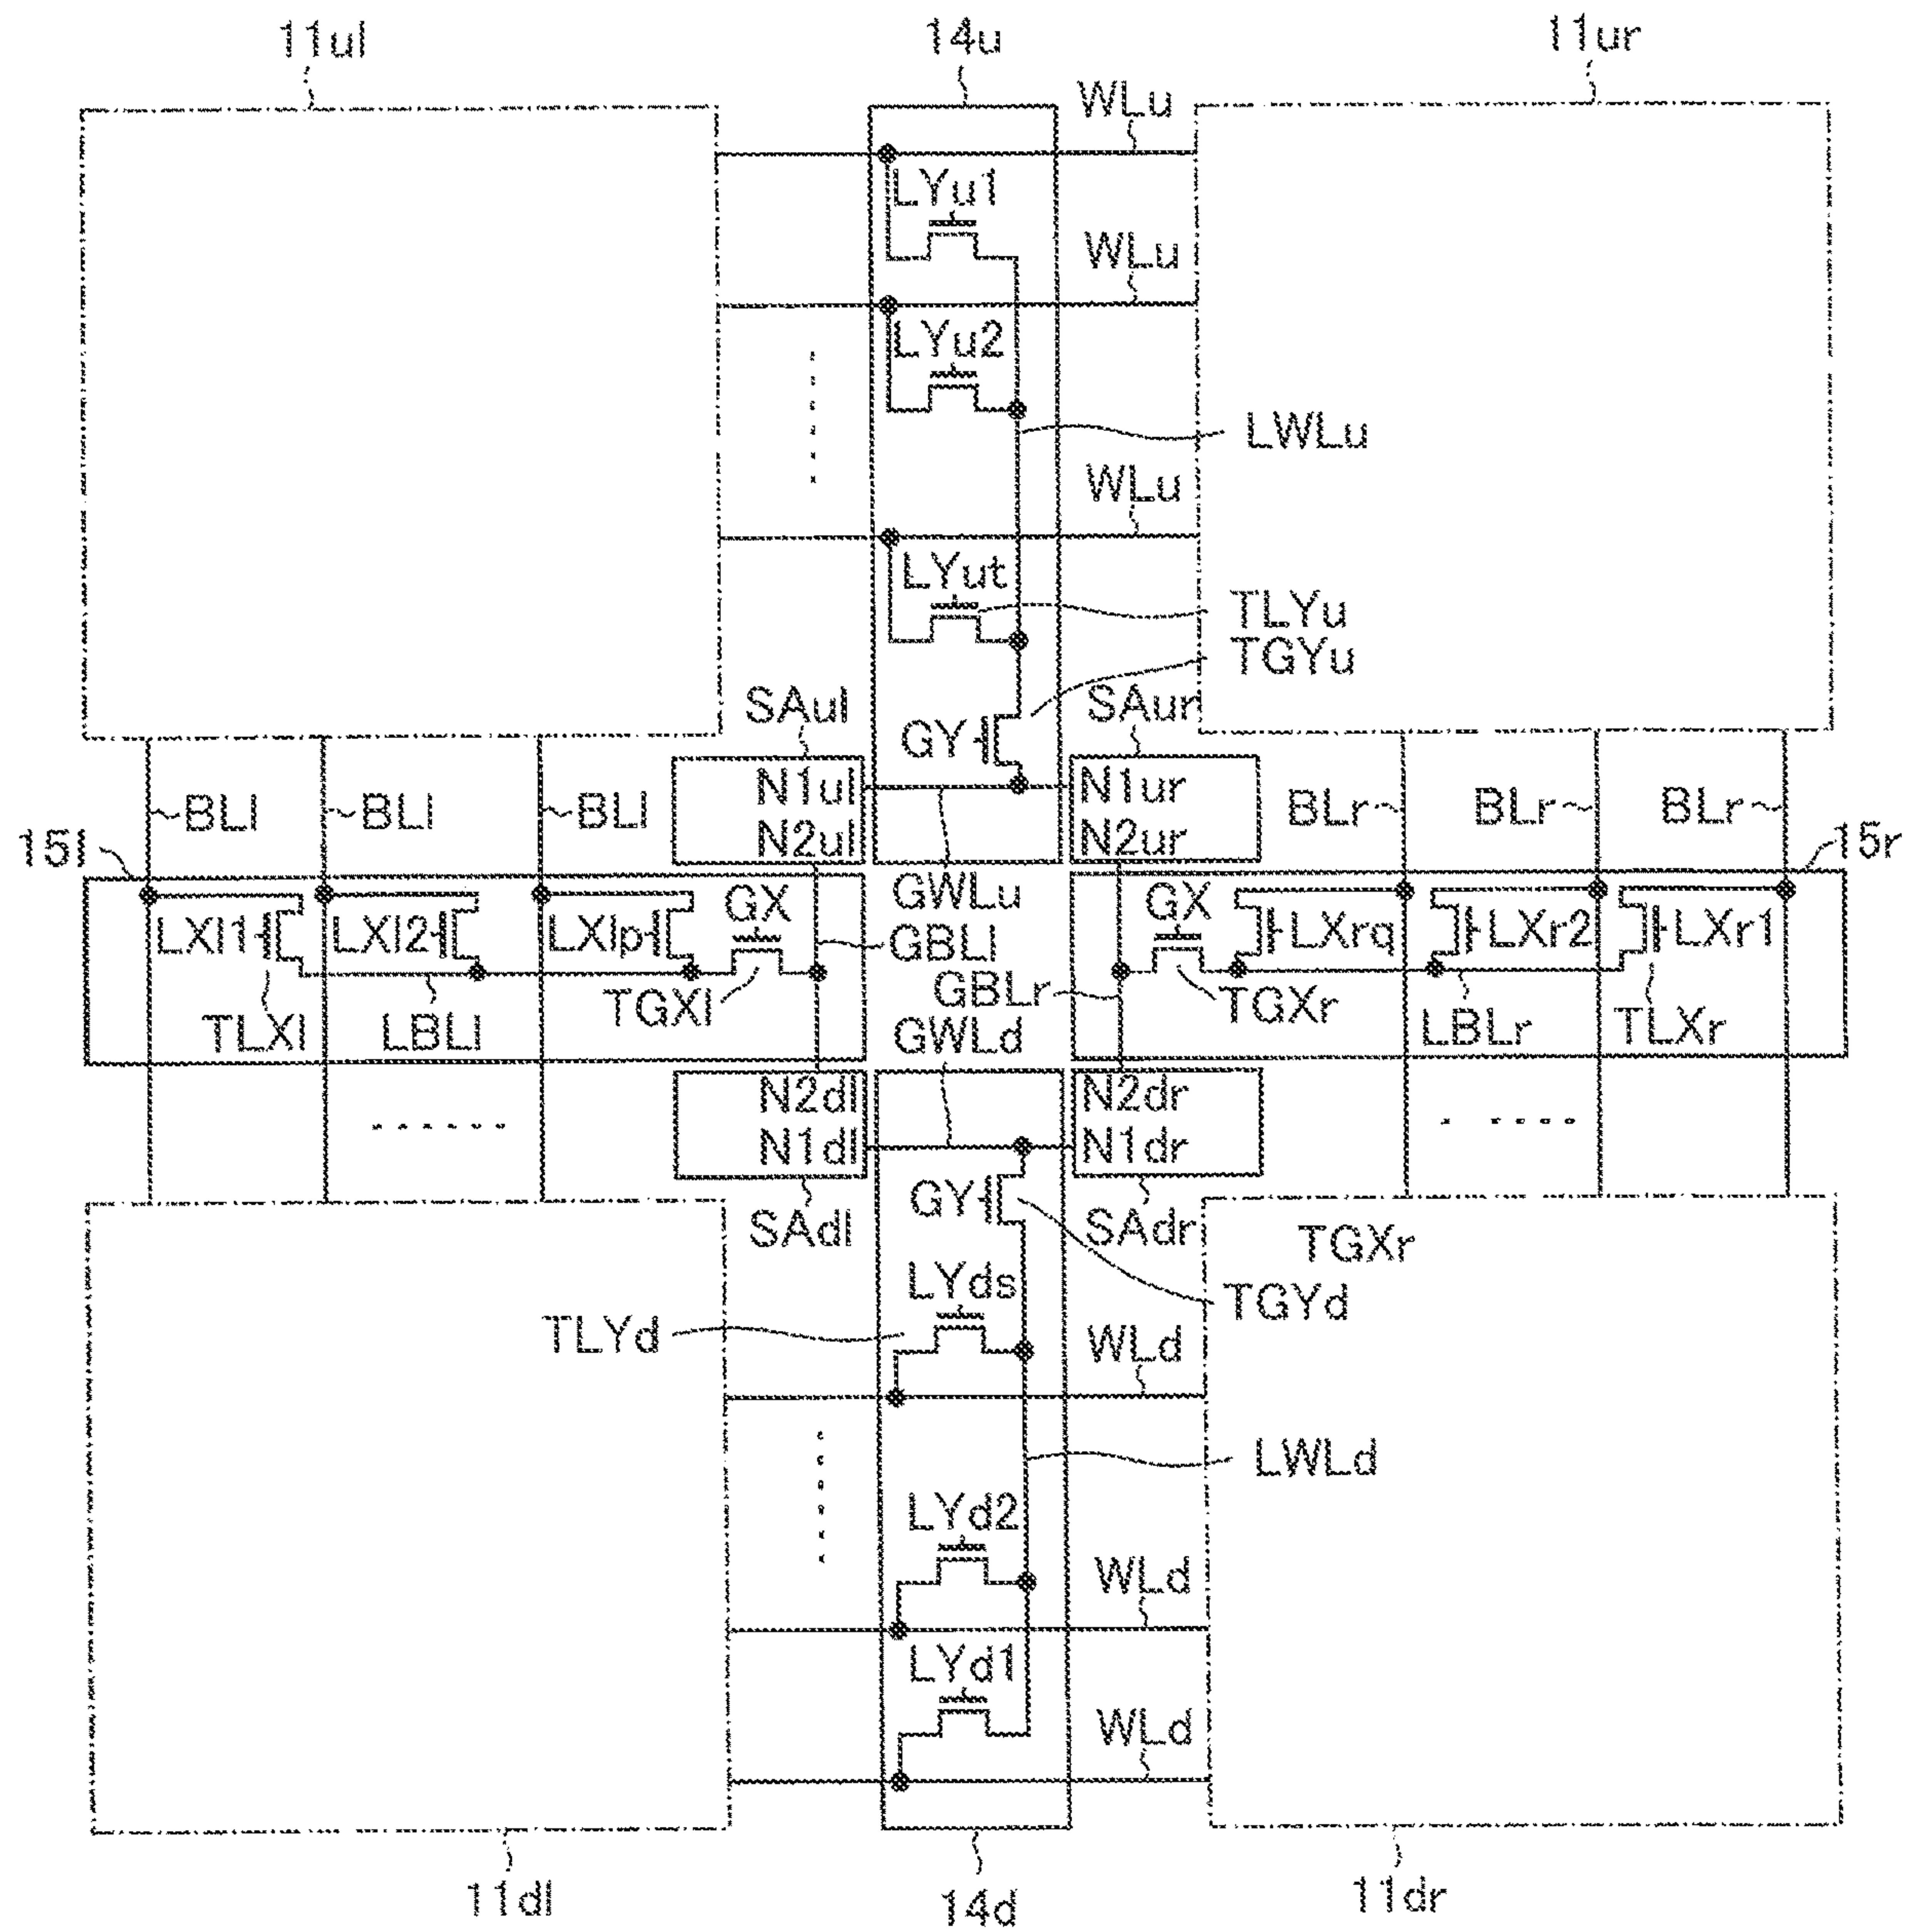 11ul 14u 11ur
WLu
LYu1
WLu
LYu2
LWLu
WLu
LYut
TLYu
TGYu
SAul SAur
GY
N1ul N1ur
BLl BLl BLl BLr BLr BLr
N2ul N2ur
15l 15r
GX GWLu GX
LXl1 LXl2 LXlp GBLl LXrq LXr2 LXr1
GBLr
TGXl TGXr
TLXl LBLl GWLd LBLr TLXr
N2dl N2dr
N1dl N1dr
GY
SAdl SAdr TGXr
LYds TGYd
TLYd WLd
LWLd
LYd2
WLd
LYd1
WLd
11dl 14d 11dr